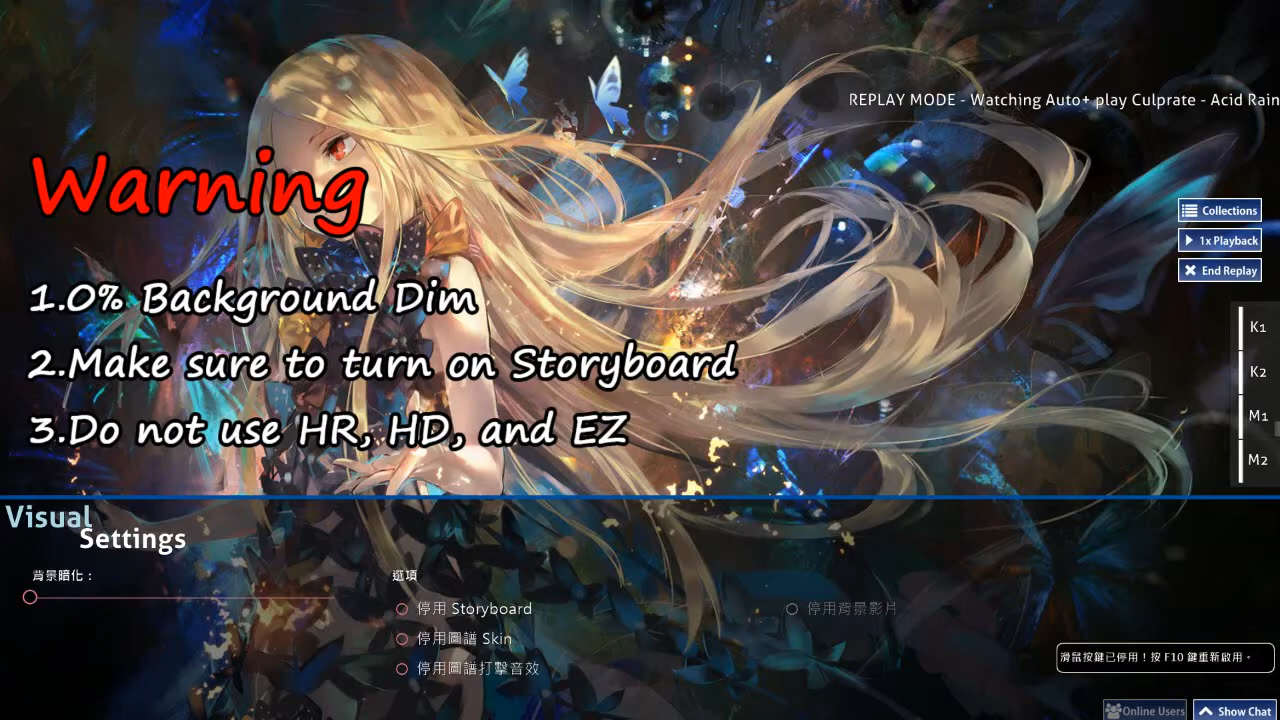 REPLAY MODE - Watching Auto+ play Culprate - Acid Rain
Warning
Collections
1x Playback
End Replay
1.0% Background Dim
2.Make sure to turn on Storyboard
3.Do not use HR, HD, and EZ
K1
K2
M1
M2
Visual
Settings
背景暗化：
選項
停用 Storyboard
停用背景影片
停用圖譜 Skin
停用圖譜打擊音效
滑鼠按鍵已停用！按 F10 鍵重新啟用。
Online Users
Show Chat